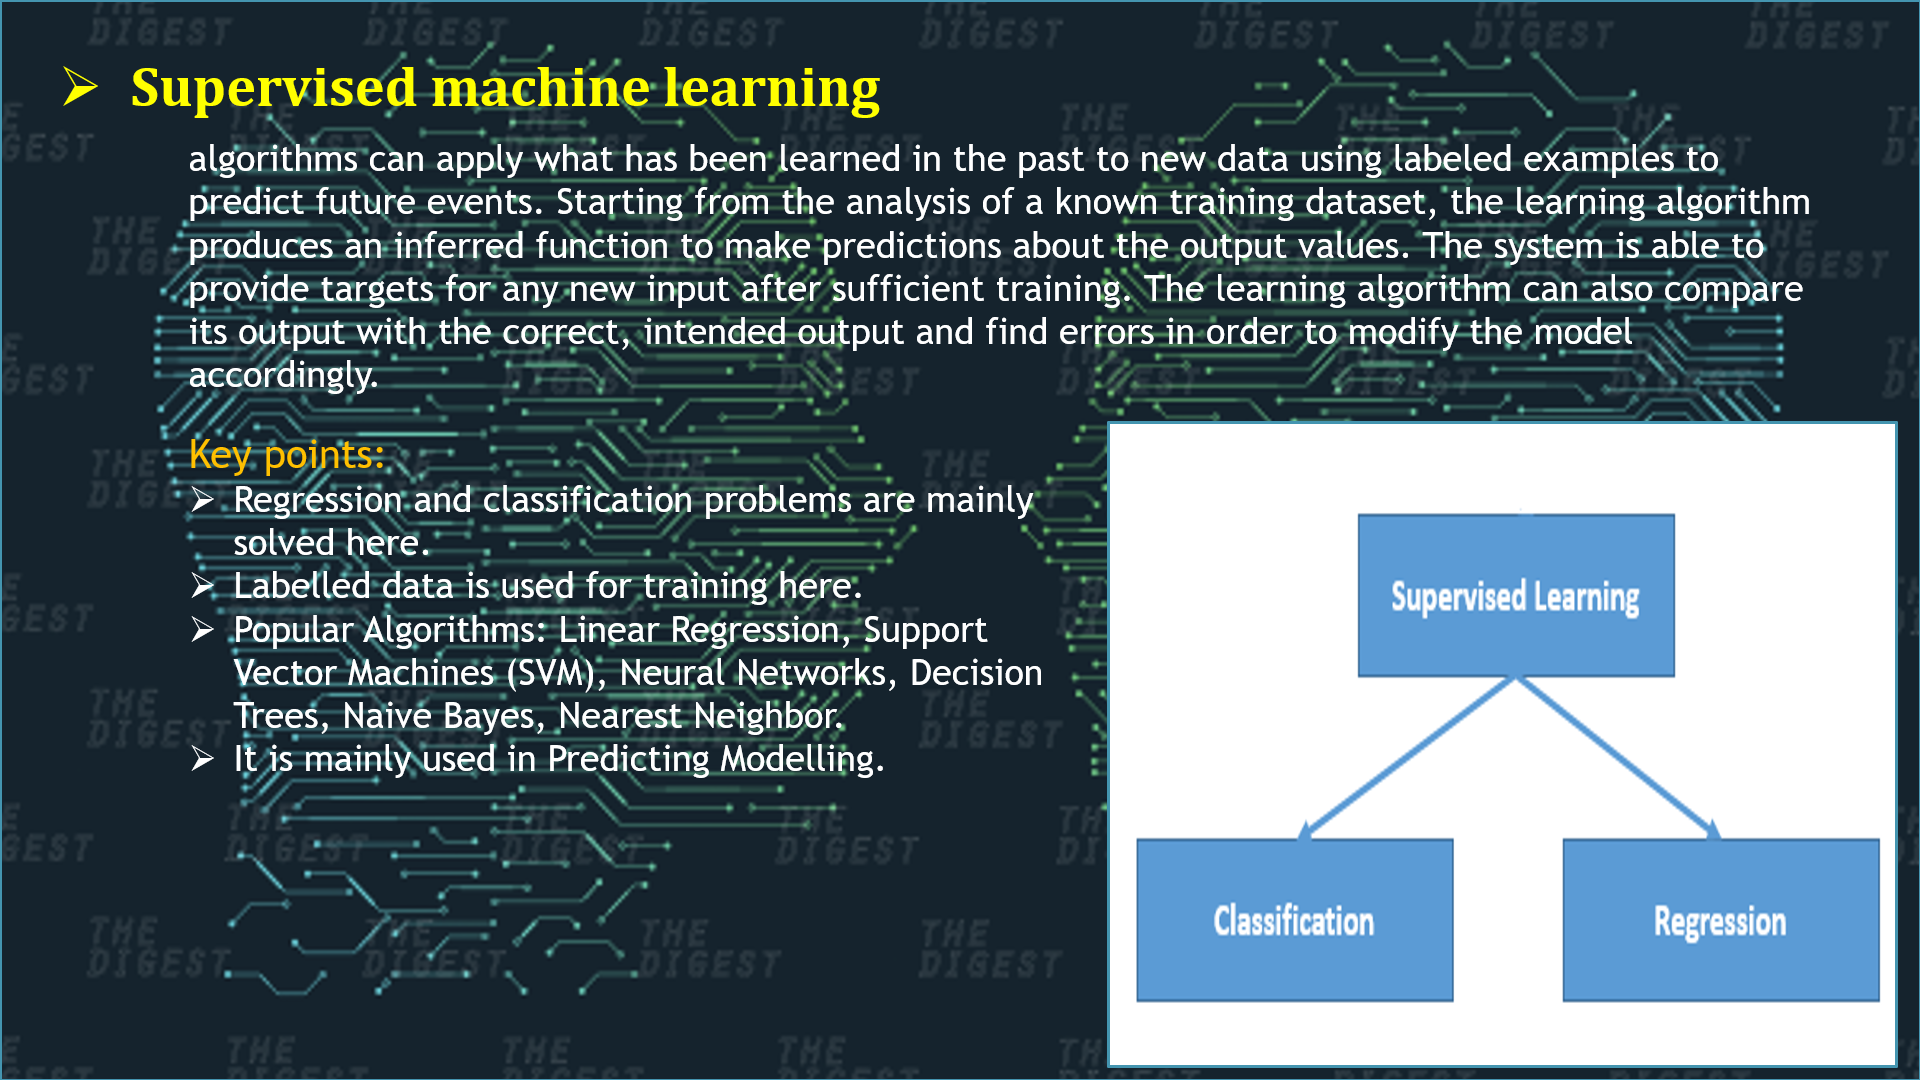 ➢ Supervised machine learning
algorithms can apply what has been learned in the past to new data using labeled examples to
predict future events. Starting from the analysis of a known training dataset, the learning algorithm
produces an inferred function to make predictions about the output values. The system is able to
provide targets for any new input after sufficient training. The learning algorithm can also compare
its output with the correct, intended output and find errors in order to modify the model
accordingly.
Key points:
➢ Regression and classification problems are mainly
solved here.
➢ Labelled data is used for training here.
➢ Popular Algorithms: Linear Regression, Support
Vector Machines (SVM), Neural Networks, Decision
Trees, Naive Bayes, Nearest Neighbor.
➢ It is mainly used in Predicting Modelling.
Supervised Learning
Classification
Regression
THE
DIGEST